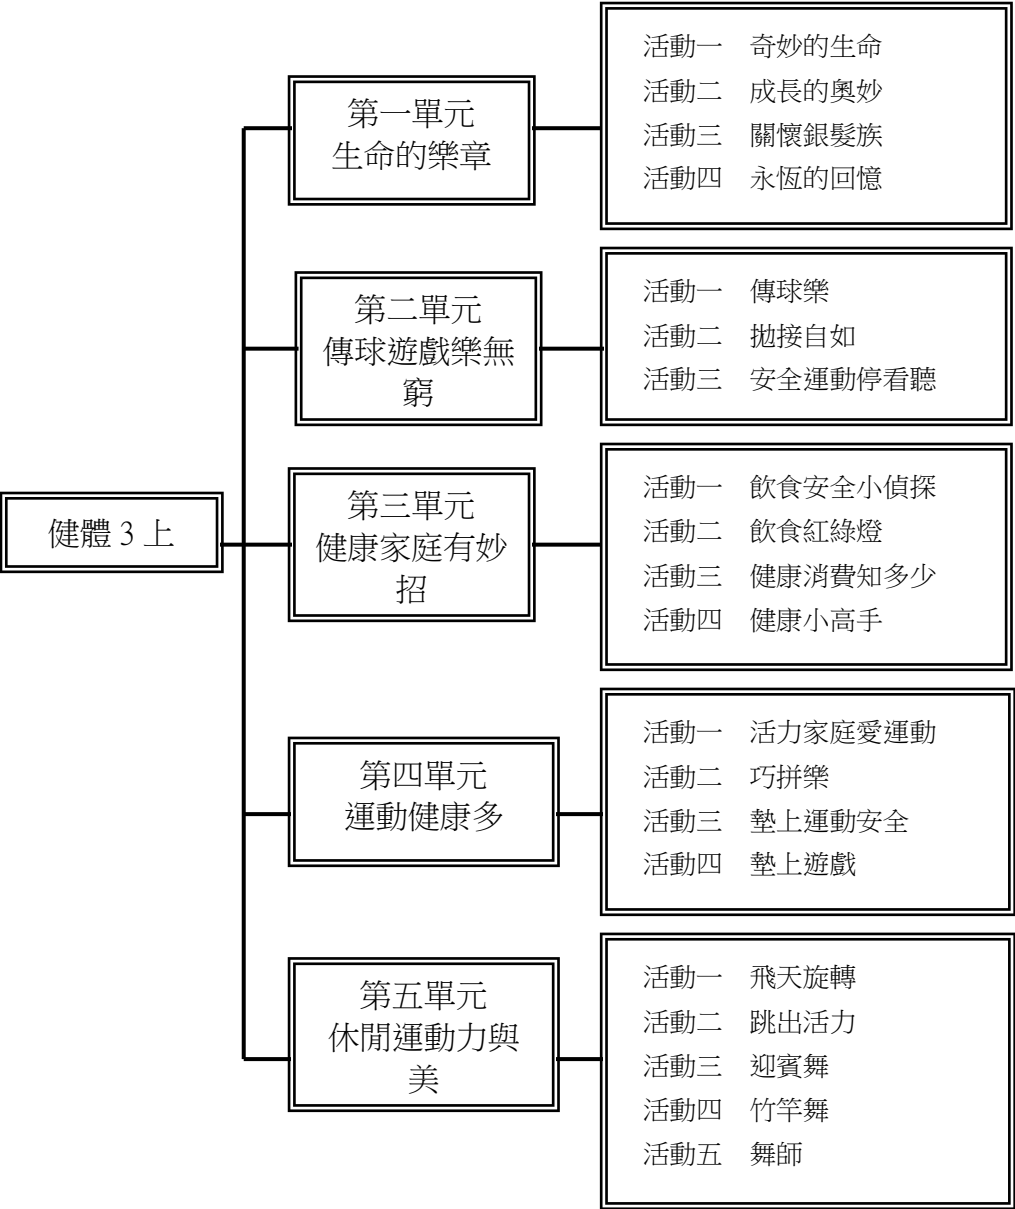 健體 3 上
第一單元
生命的樂章
活動一　奇妙的生命
活動二　成長的奧妙
活動三　關懷銀髮族
活動四　永恆的回憶
第二單元
傳球遊戲樂無
窮
活動一　傳球樂
活動二　拋接自如
活動三　安全運動停看聽
第三單元
健康家庭有妙
招
活動一　飲食安全小偵探
活動二　飲食紅綠燈
活動三　健康消費知多少
活動四　健康小高手
第四單元
運動健康多
活動一　活力家庭愛運動
活動二　巧拼樂
活動三　墊上運動安全
活動四　墊上遊戲
第五單元
休閒運動力與
美
活動一　飛天旋轉
活動二　跳出活力
活動三　迎賓舞
活動四　竹竿舞
活動五　舞師